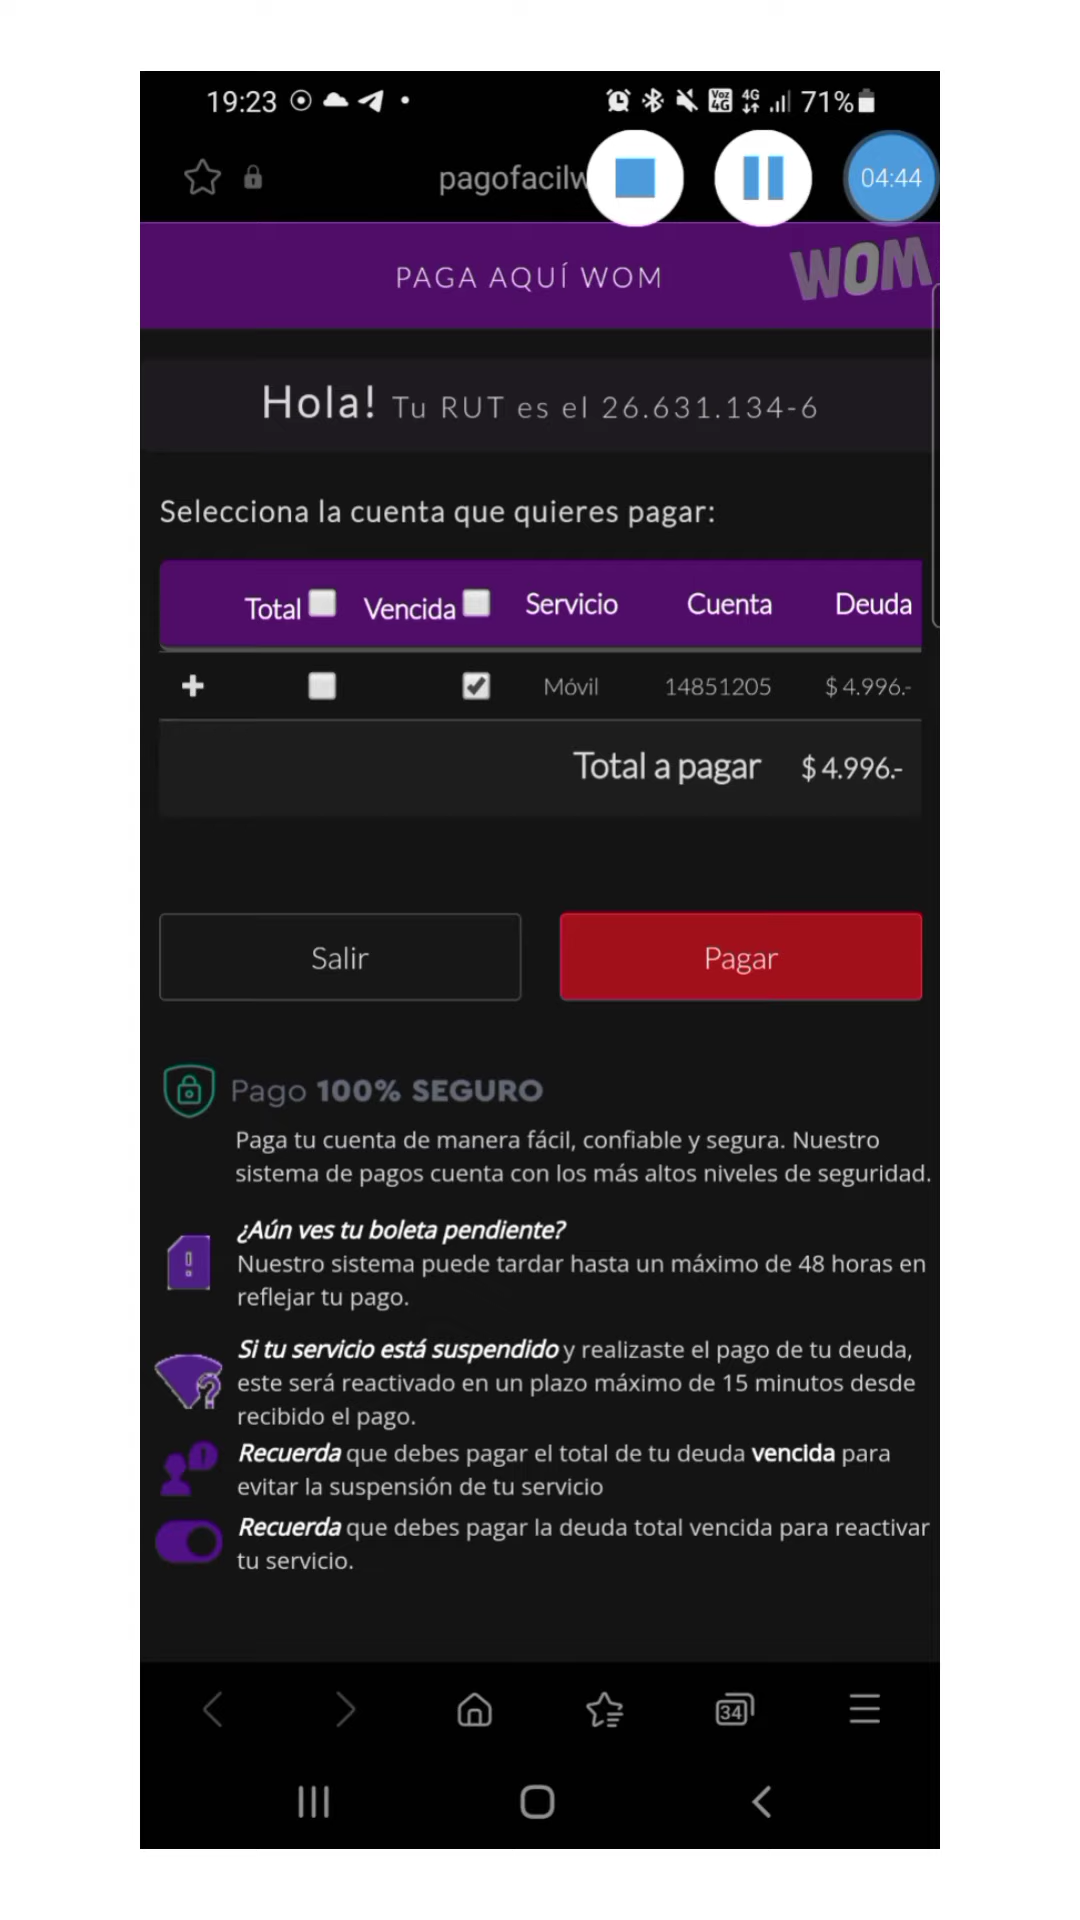 19:23
Voz 4G
4G
71%
pagofacilw
04:44
PAGA AQUÍ WOM
WOM
Hola! Tu RUT es el 26.631.134-6
Selecciona la cuenta que quieres pagar:
Total Vencida Servicio Cuenta Deuda
+ Móvil 14851205 $ 4.996.-
Total a pagar $ 4.996.-
Salir
Pagar
Pago 100% SEGURO
Paga tu cuenta de manera fácil, confiable y segura. Nuestro
sistema de pagos cuenta con los más altos niveles de seguridad.
¿Aún ves tu boleta pendiente?
Nuestro sistema puede tardar hasta un máximo de 48 horas en
reflejar tu pago.
Si tu servicio está suspendido y realizaste el pago de tu deuda,
este será reactivado en un plazo máximo de 15 minutos desde
recibido el pago.
Recuerda que debes pagar el total de tu deuda vencida para
evitar la suspensión de tu servicio
Recuerda que debes pagar la deuda total vencida para reactivar
tu servicio.
34